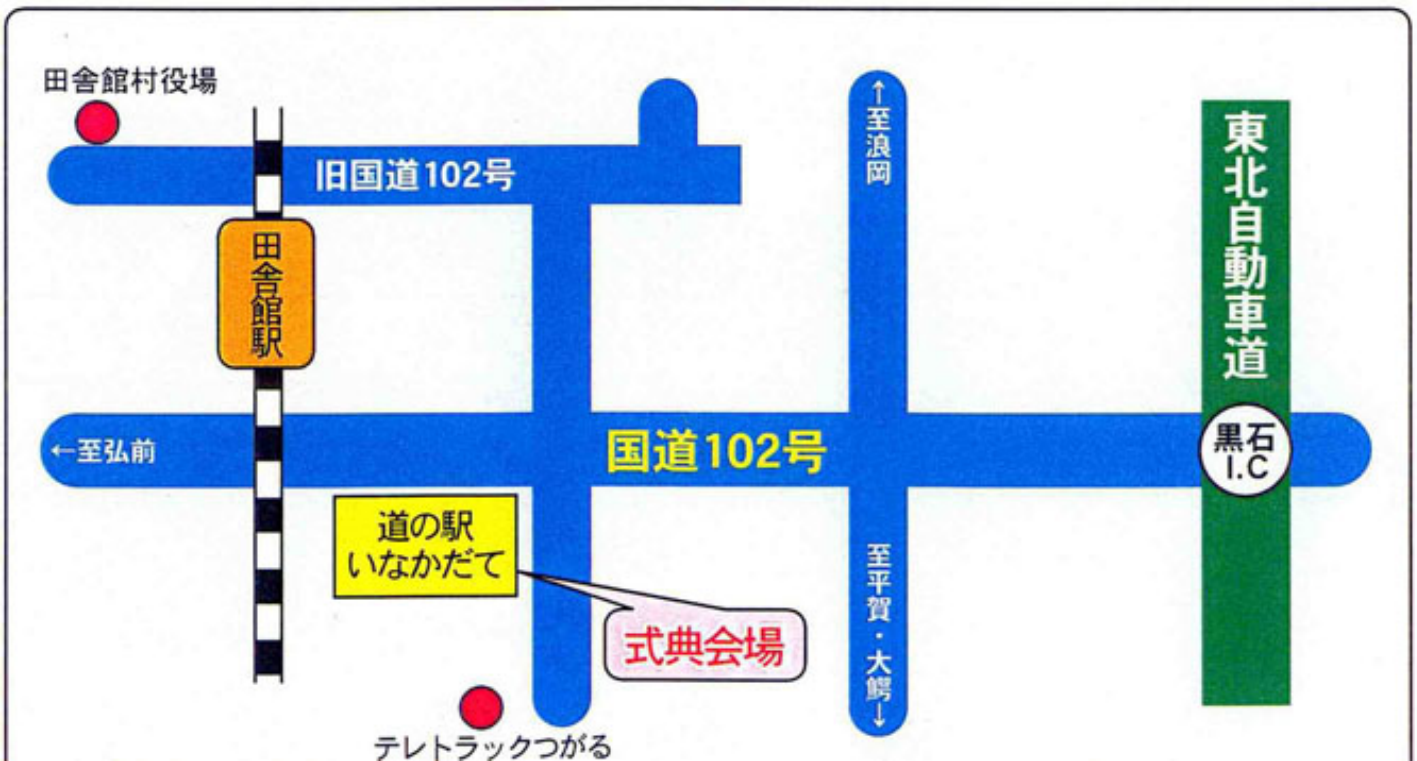 田舎館村役場
旧国道102号
↑至浪岡
東北自動車道
田舎館駅
←至弘前
国道102号
黒石
I.C
道の駅
いなかだて
式典会場
至平賀・大鰐↓
テレトラックつがる